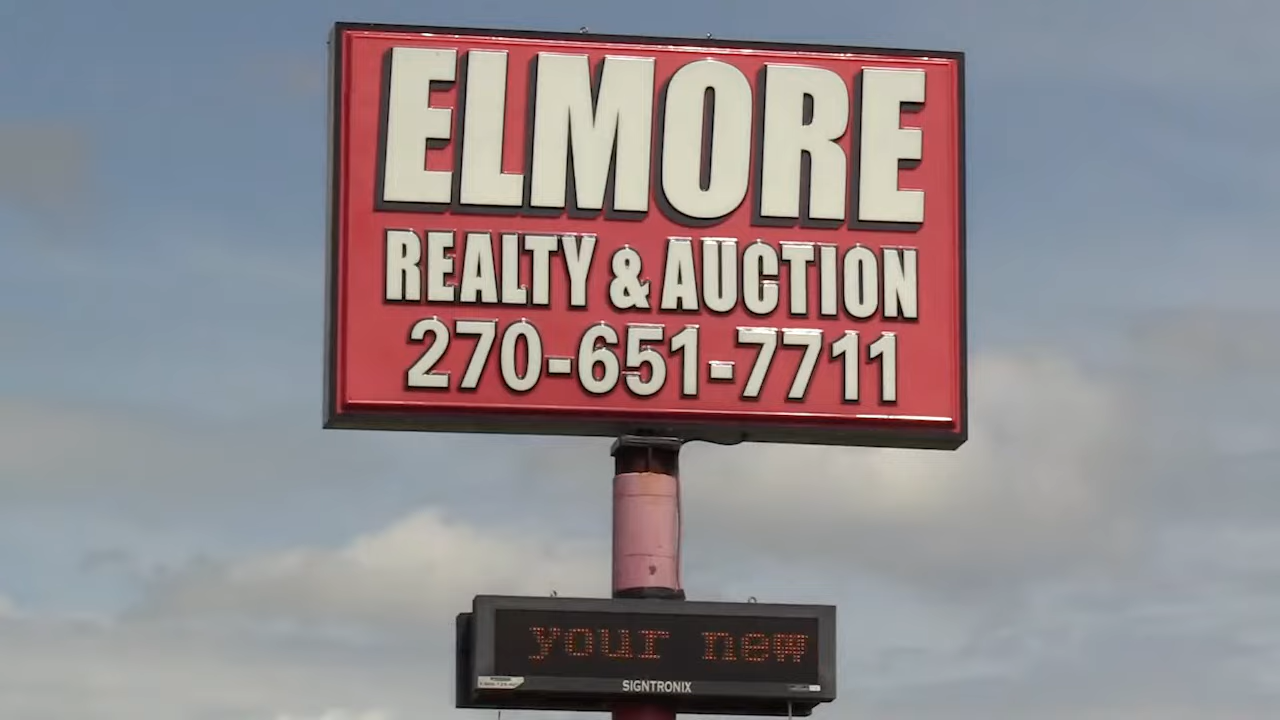 ELMORE
REALTY & AUCTION
270-651-7711
your new
SIGNTRONIX